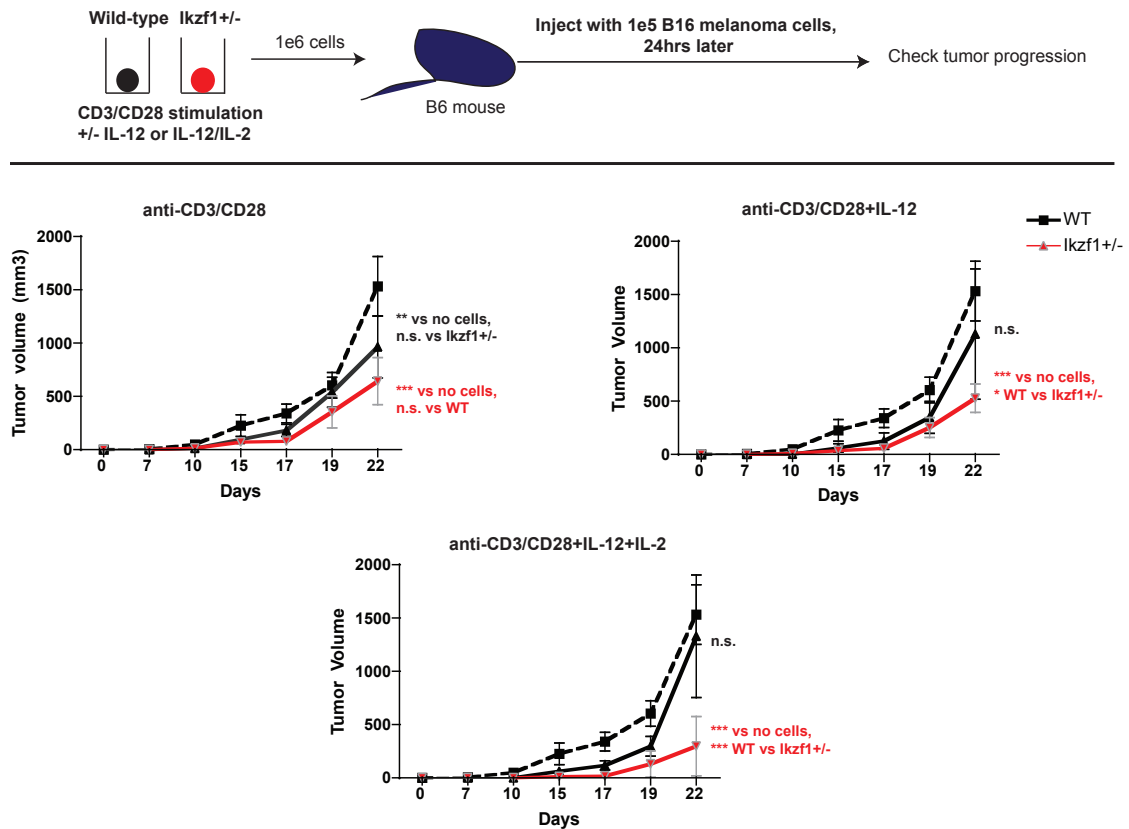 Wild-type Ikzf1+/-
1e6 cells
Inject with 1e5 B16 melanoma cells,
24hrs later
Check tumor progression
B6 mouse
CD3/CD28 stimulation
+/- IL-12 or IL-12/IL-2
anti-CD3/CD28
Tumor volume (mm3)
2000
1500
1000
500
0
0 7 10 15 17 19 22
Days
** vs no cells,
n.s. vs Ikzf1+/-
*** vs no cells,
n.s. vs WT
anti-CD3/CD28+IL-12
WT
Ikzf1+/-
Tumor Volume
2000
1500
1000
500
0
0 7 10 15 17 19 22
Days
n.s.
*** vs no cells,
* WT vs Ikzf1+/-
anti-CD3/CD28+IL-12+IL-2
Tumor Volume
2000
1500
1000
500
0
0 7 10 15 17 19 22
Days
n.s.
*** vs no cells,
*** WT vs Ikzf1+/-